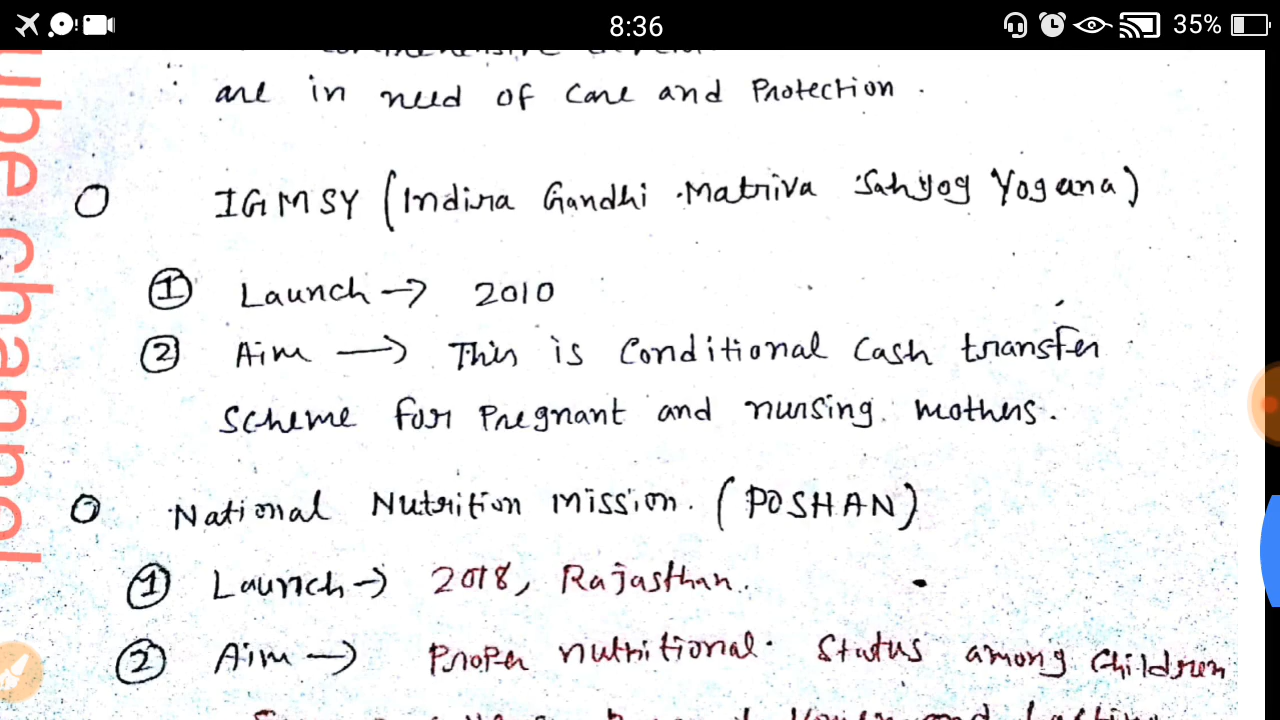 8:36
35%
ube channel
are in need of Care and Protection .
IGMSY (Indira Gandhi Matriva Sahyog Yogana)
① Launch → 2010
② Aim → This is Conditional Cash transfer
Scheme for Pregnant and nursing mothers.
National Nutrition mission. (POSHAN)
① Launch → 2018, Rajasthan.
② Aim → Proper nutritional Status among Children